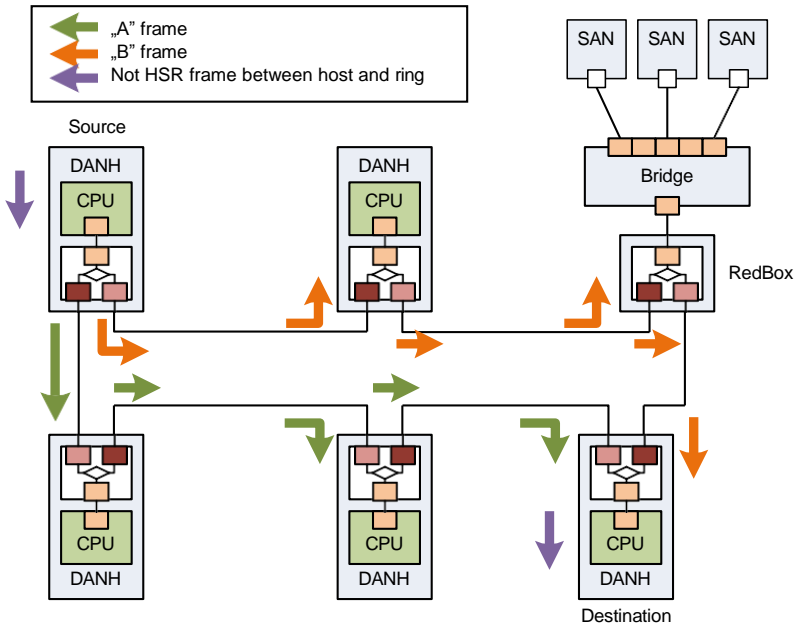 „A” frame
„B” frame
Not HSR frame between host and ring
SAN
SAN
SAN
Source
DANH
CPU
DANH
CPU
Bridge
RedBox
CPU
DANH
CPU
DANH
CPU
DANH
Destination